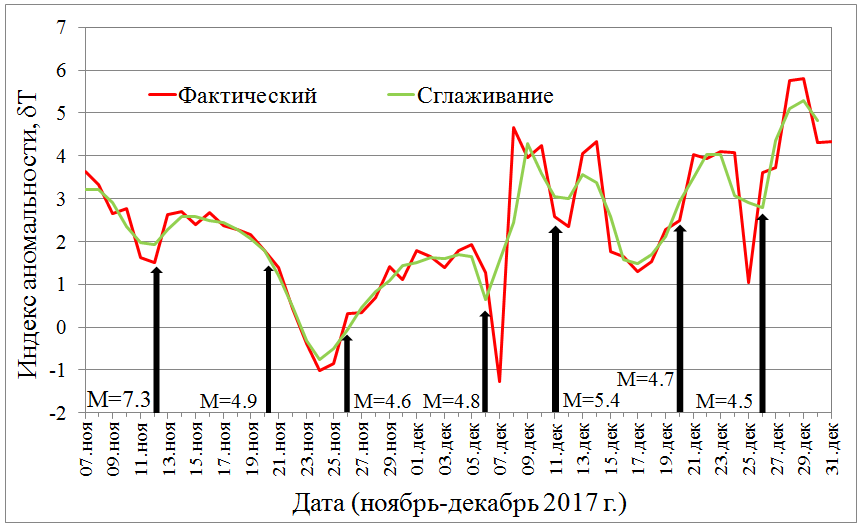 7
6
5
4
3
2
1
0
-1
-2
Индекс аномальности, δT
Фактический
Сглаживание
M=7.3
M=4.9
M=4.6
M=4.8
M=5.4
M=4.7
M=4.5
07.ноя
09.ноя
11.ноя
13.ноя
15.ноя
17.ноя
19.ноя
21.ноя
23.ноя
25.ноя
27.ноя
29.ноя
01.дек
03.дек
05.дек
07.дек
09.дек
11.дек
13.дек
15.дек
17.дек
19.дек
21.дек
23.дек
25.дек
27.дек
29.дек
31.дек
Дата (ноябрь-декабрь 2017 г.)